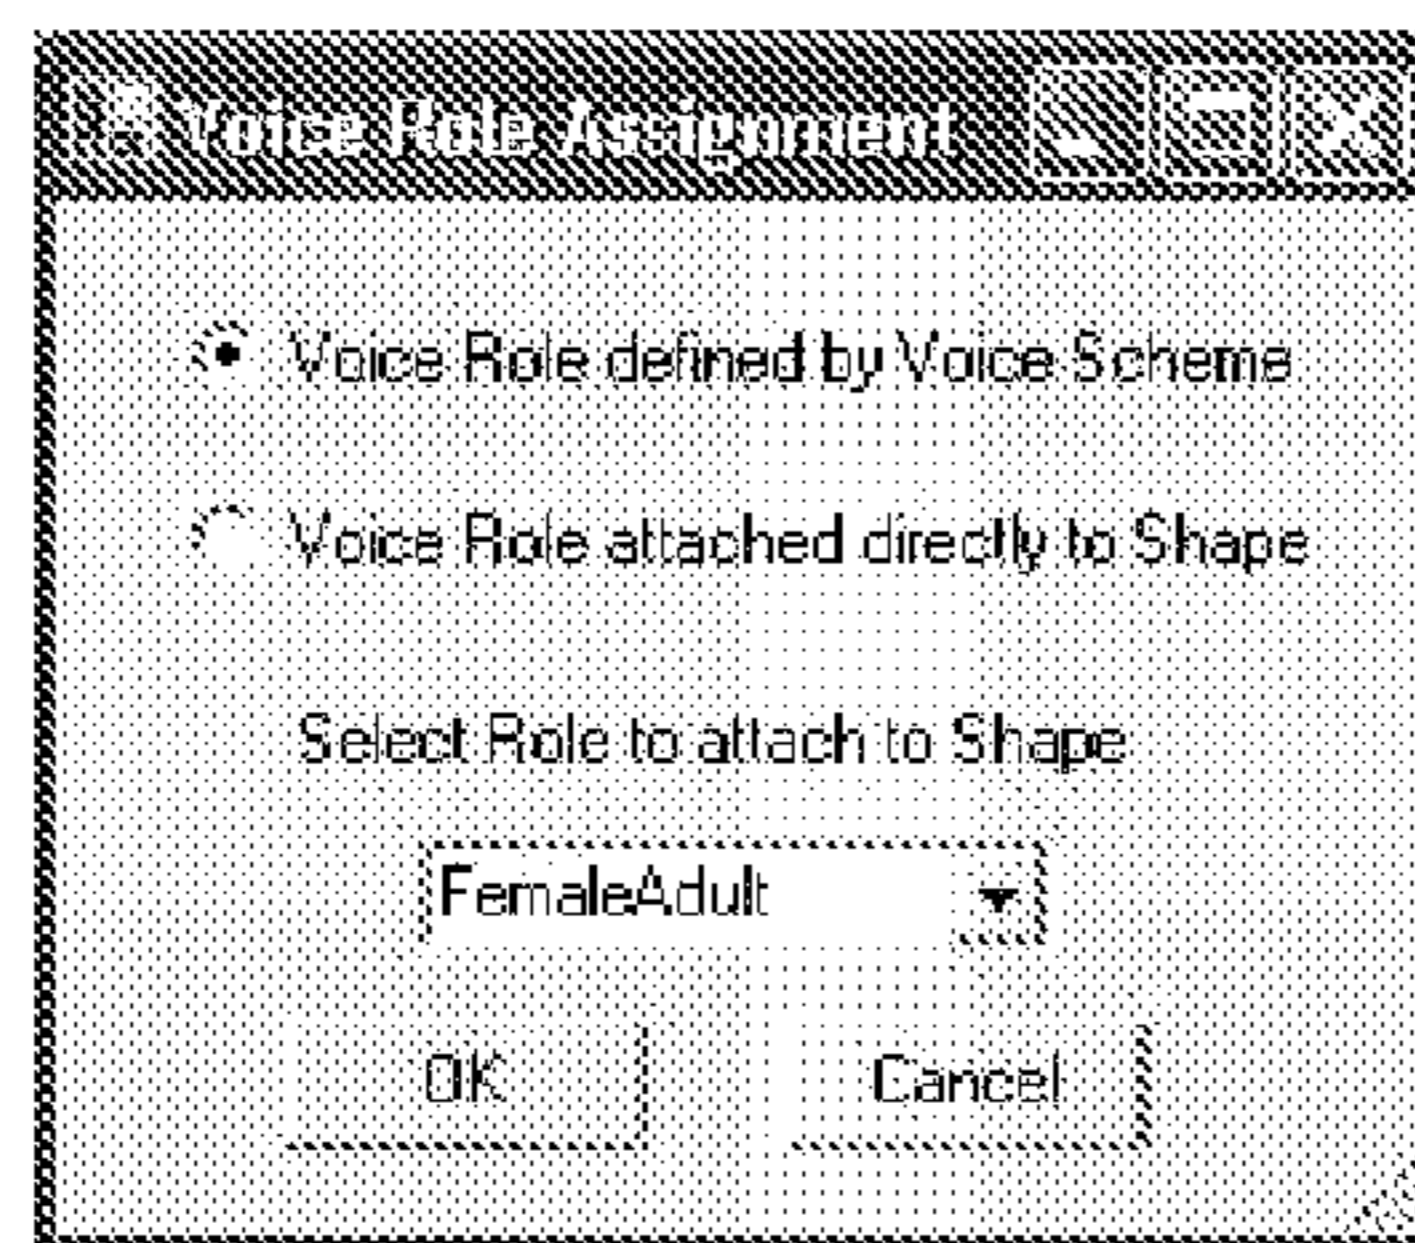 Voice Role Assignment
Voice Role defined by Voice Scheme
Voice Role attached directly to Shape
Select Role to attach to Shape
FemaleAdult
OK Cancel